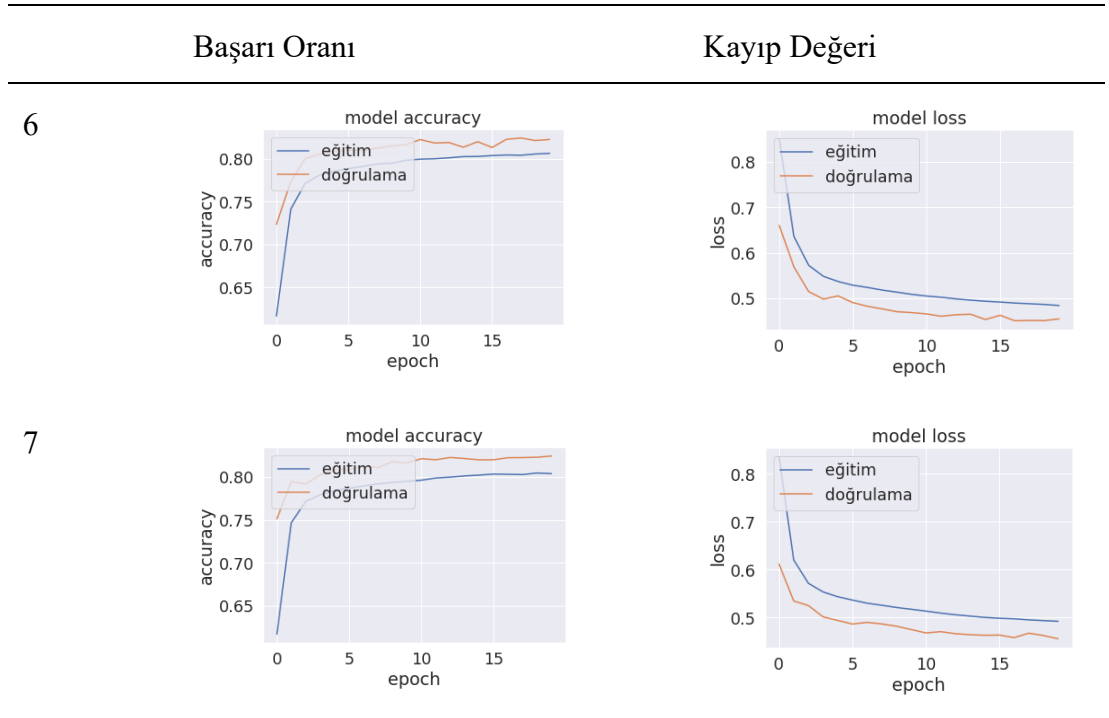 Başarı Oranı Kayıp Değeri
6
model accuracy
eğitim
doğrulama
0.80
0.75
0.70
0.65
accuracy
0 5 10 15
epoch
model loss
eğitim
doğrulama
0.8
0.7
0.6
0.5
loss
0 5 10 15
epoch
7
model accuracy
eğitim
doğrulama
0.80
0.75
0.70
0.65
accuracy
0 5 10 15
epoch
model loss
eğitim
doğrulama
0.8
0.7
0.6
0.5
loss
0 5 10 15
epoch